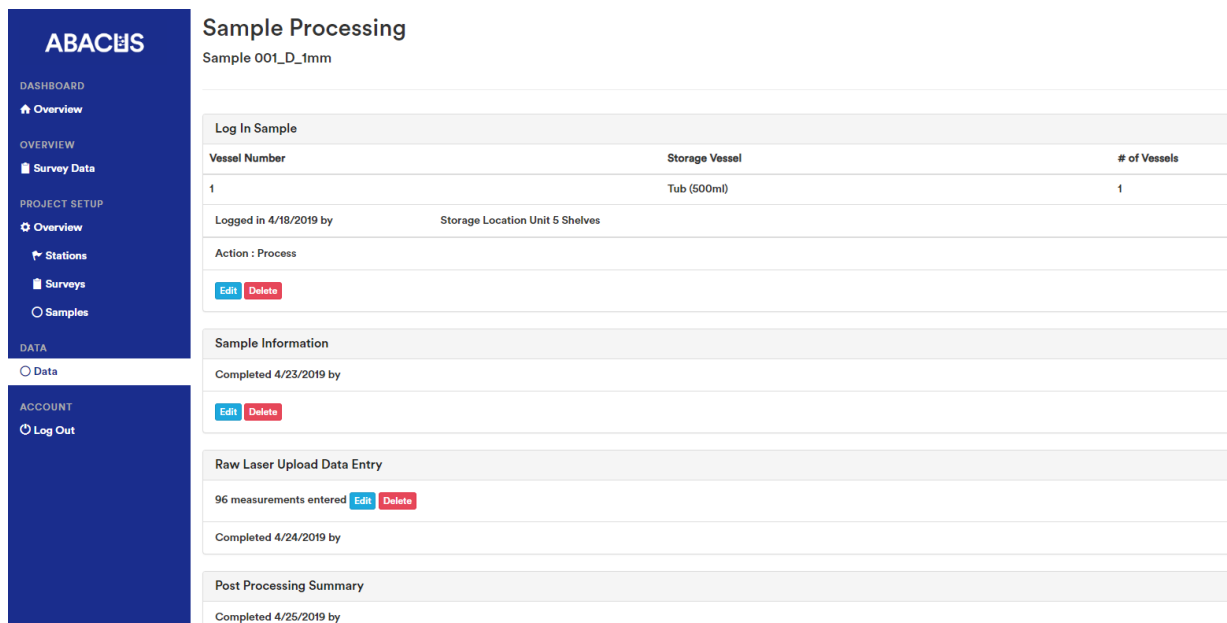 ABACUS
DASHBOARD
Overview
OVERVIEW
Survey Data
PROJECT SETUP
Overview
Stations
Surveys
Samples
DATA
Data
ACCOUNT
Log Out
Sample Processing
Sample 001_D_1mm
Log In Sample
Vessel Number Storage Vessel # of Vessels
1 Tub (500ml) 1
Logged in 4/18/2019 by Storage Location Unit 5 Shelves
Action : Process
Edit Delete
Sample Information
Completed 4/23/2019 by
Edit Delete
Raw Laser Upload Data Entry
96 measurements entered Edit Delete
Completed 4/24/2019 by
Post Processing Summary
Completed 4/25/2019 by